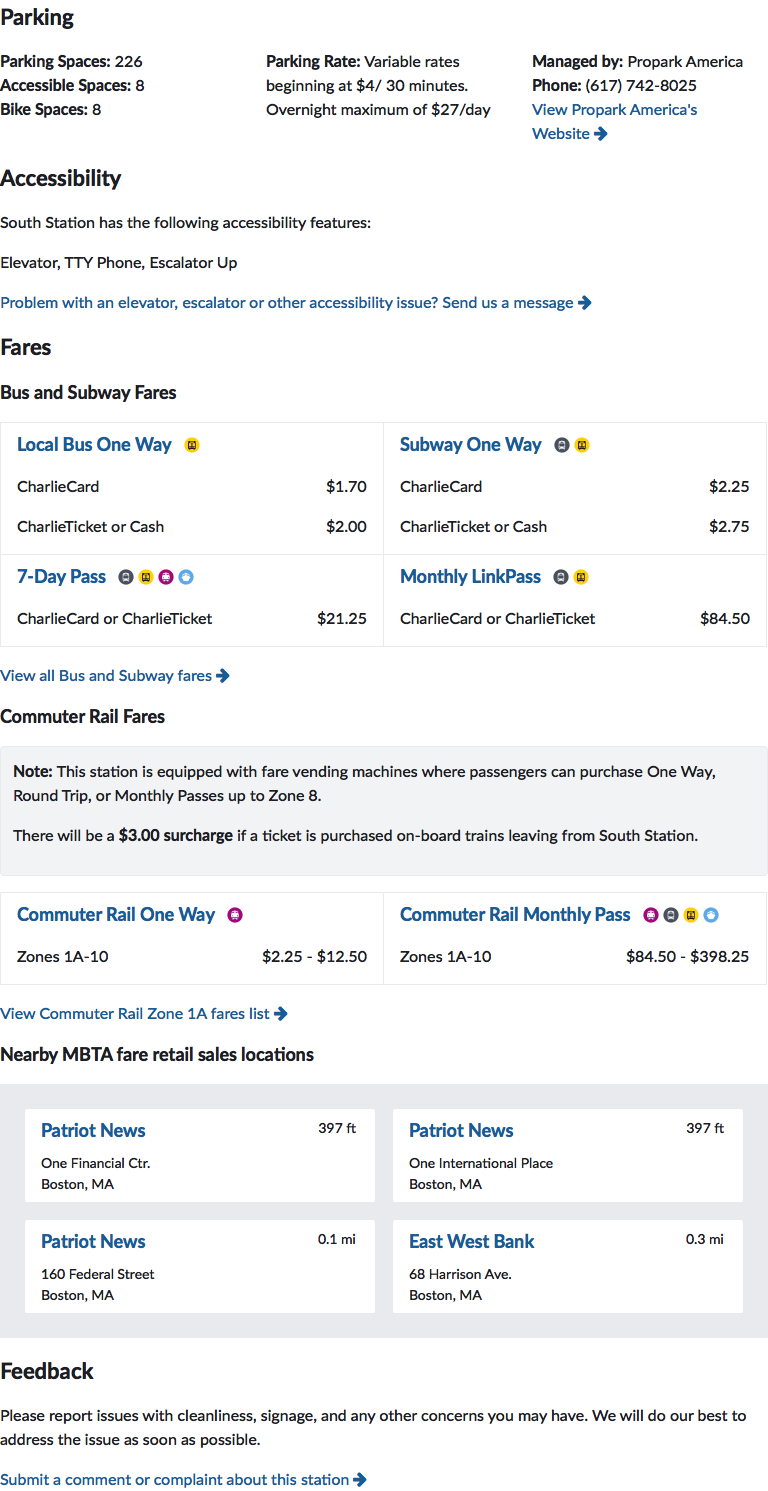 Parking
Parking Spaces: 226
Accessible Spaces: 8
Bike Spaces: 8
Parking Rate: Variable rates
beginning at $4/ 30 minutes.
Overnight maximum of $27/day
Managed by: Propark America
Phone: (617) 742-8025
View Propark America's
Website
Accessibility
South Station has the following accessibility features:
Elevator, TTY Phone, Escalator Up
Problem with an elevator, escalator or other accessibility issue? Send us a message
Fares
Bus and Subway Fares
Local Bus One Way
CharlieCard $1.70
CharlieTicket or Cash $2.00
Subway One Way
CharlieCard $2.25
CharlieTicket or Cash $2.75
7-Day Pass
CharlieCard or CharlieTicket $21.25
Monthly LinkPass
CharlieCard or CharlieTicket $84.50
View all Bus and Subway fares
Commuter Rail Fares
Note: This station is equipped with fare vending machines where passengers can purchase One Way,
Round Trip, or Monthly Passes up to Zone 8.
There will be a $3.00 surcharge if a ticket is purchased on-board trains leaving from South Station.
Commuter Rail One Way
Zones 1A-10 $2.25 - $12.50
Commuter Rail Monthly Pass
Zones 1A-10 $84.50 - $398.25
View Commuter Rail Zone 1A fares list
Nearby MBTA fare retail sales locations
Patriot News 397 ft
One Financial Ctr.
Boston, MA
Patriot News 397 ft
One International Place
Boston, MA
Patriot News 0.1 mi
160 Federal Street
Boston, MA
East West Bank 0.3 mi
68 Harrison Ave.
Boston, MA
Feedback
Please report issues with cleanliness, signage, and any other concerns you may have. We will do our best to
address the issue as soon as possible.
Submit a comment or complaint about this station